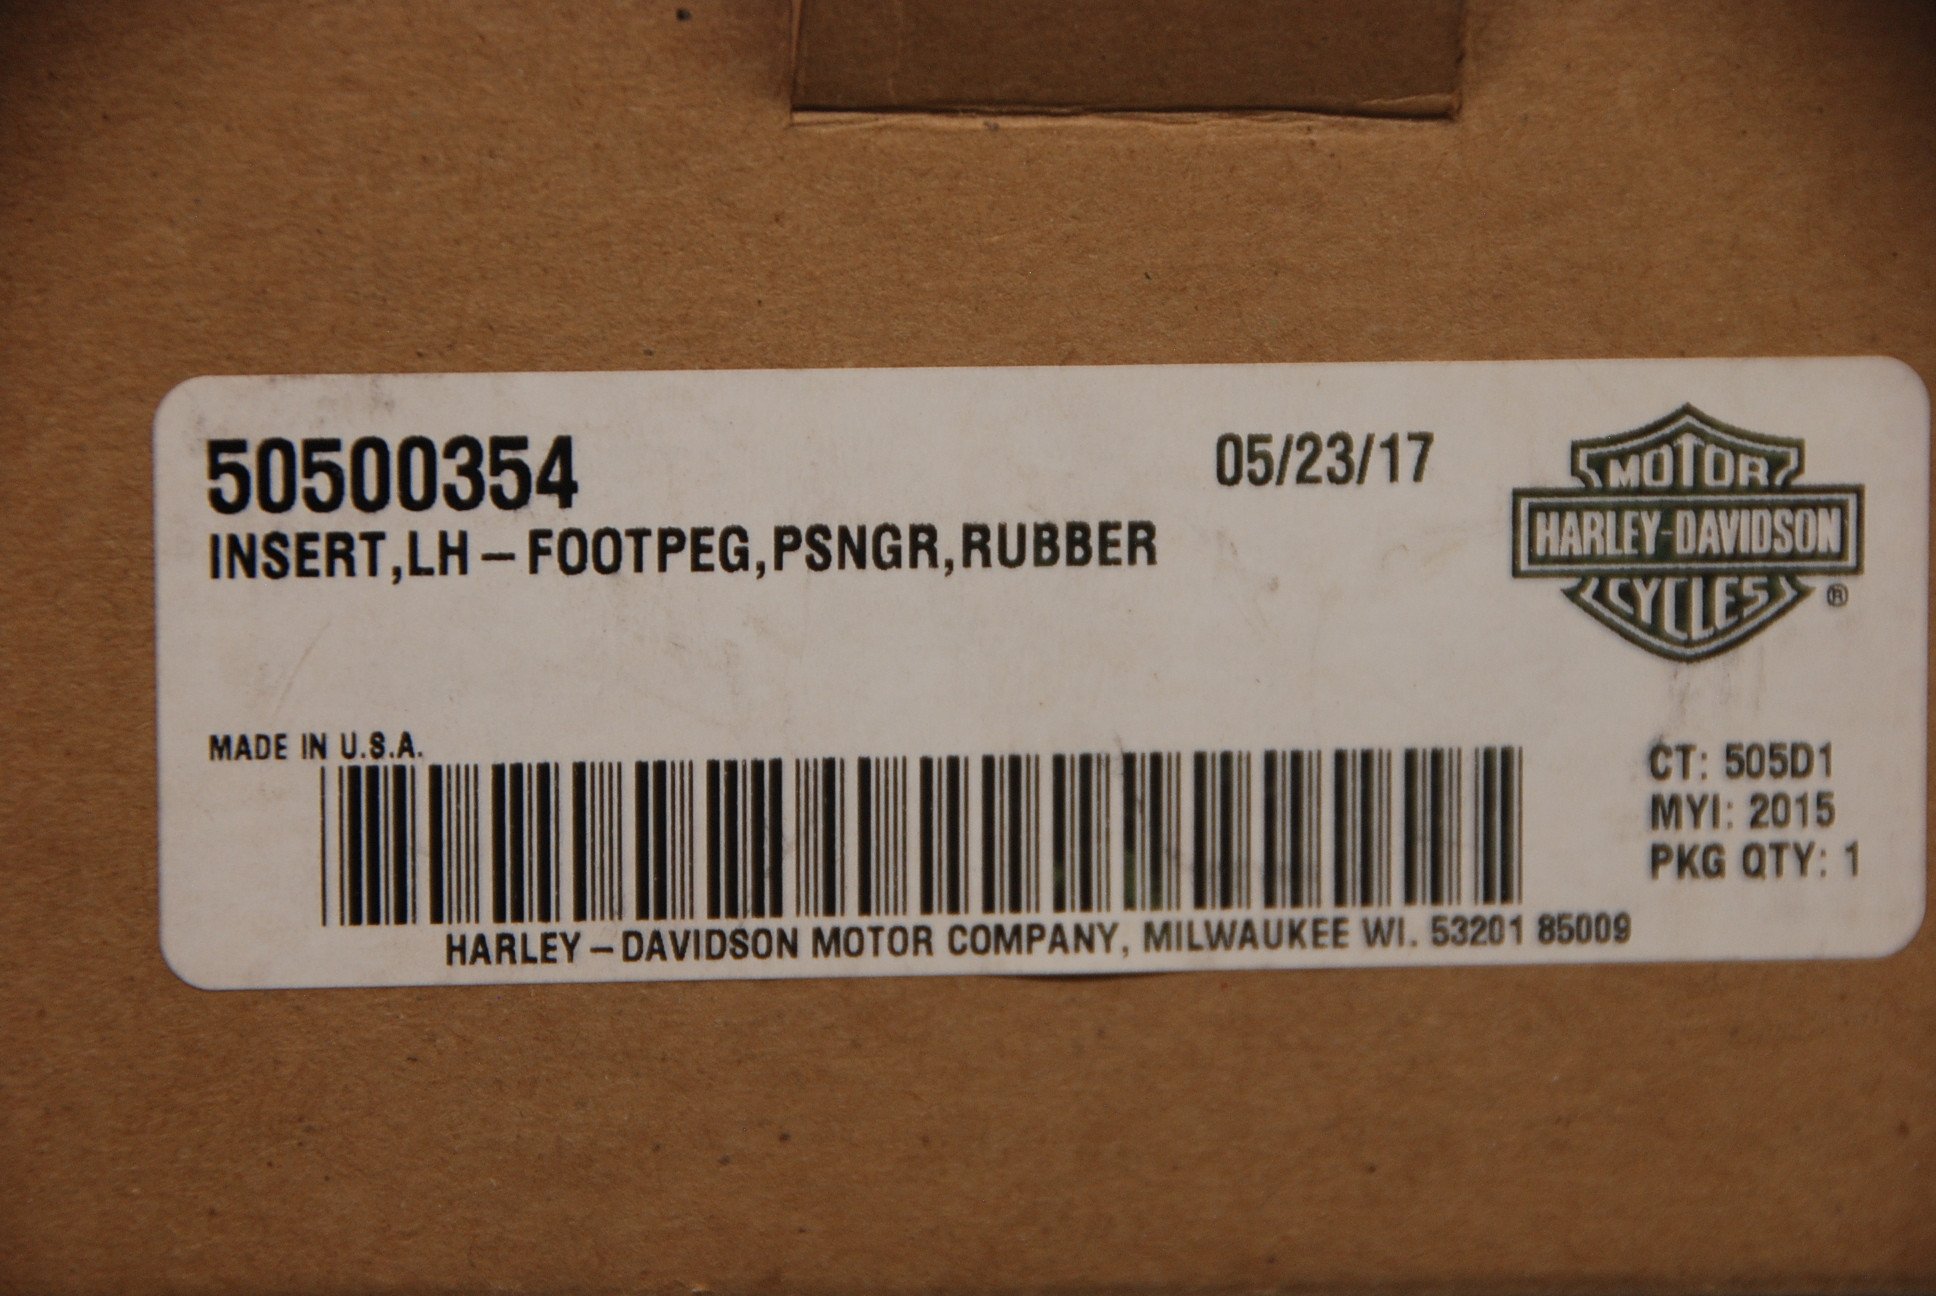 50500354
05/23/17
INSERT,LH-FOOTPEG,PSNGR,RUBBER
MOTOR
HARLEY-DAVIDSON
CYCLES
®
MADE IN U.S.A.
CT: 505D1
MYI: 2015
PKG QTY: 1
HARLEY-DAVIDSON MOTOR COMPANY, MILWAUKEE WI. 53201 85009